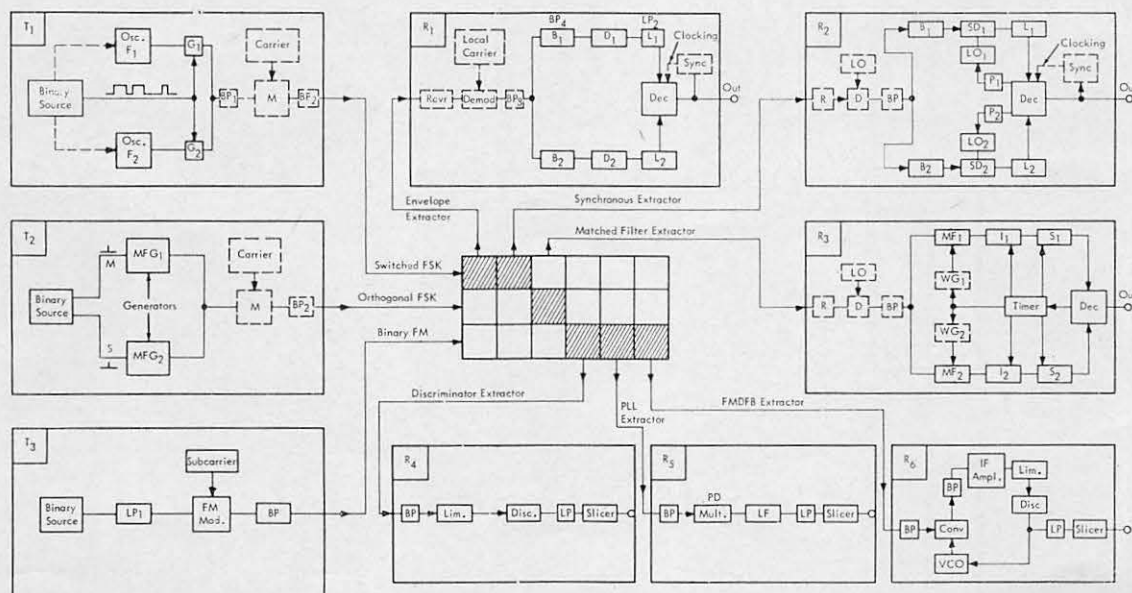 T1
Osc. F1
G1
Carrier
Binary Source
BP1
M
BP2
Osc. F2
G2
R1
BP4
LP2
Local Carrier
B1
D1
L1
Clocking
Sync
Rcvr
Demod
BP3
Dec
Out
B2
D2
L2
R2
B1
SD1
L1
LO
LO1
Clocking
Sync
P1
R
D
BP
Dec
P2
LO2
B2
SD2
L2
Envelope Extractor
Synchronous Extractor
Matched Filter Extractor
Switched FSK
Orthogonal FSK
Binary FM
T2
M
MFG1
Carrier
Binary Source
Generators
M
BP2
S
MFG2
R3
MF1
I1
S1
LO
WG1
R
D
BP
Timer
Dec
WG2
MF2
I2
S2
Discriminator Extractor
PLL Extractor
FMDFB Extractor
T3
Subcarrier
Binary Source
LP1
FM Mod.
BP
R4
BP
Lim.
Disc.
LP
Slicer
R5
PD
BP
Mult.
LF
LP
Slicer
R6
IF Ampl.
Lim.
BP
Disc
BP
Conv
LP
Slicer
VCO